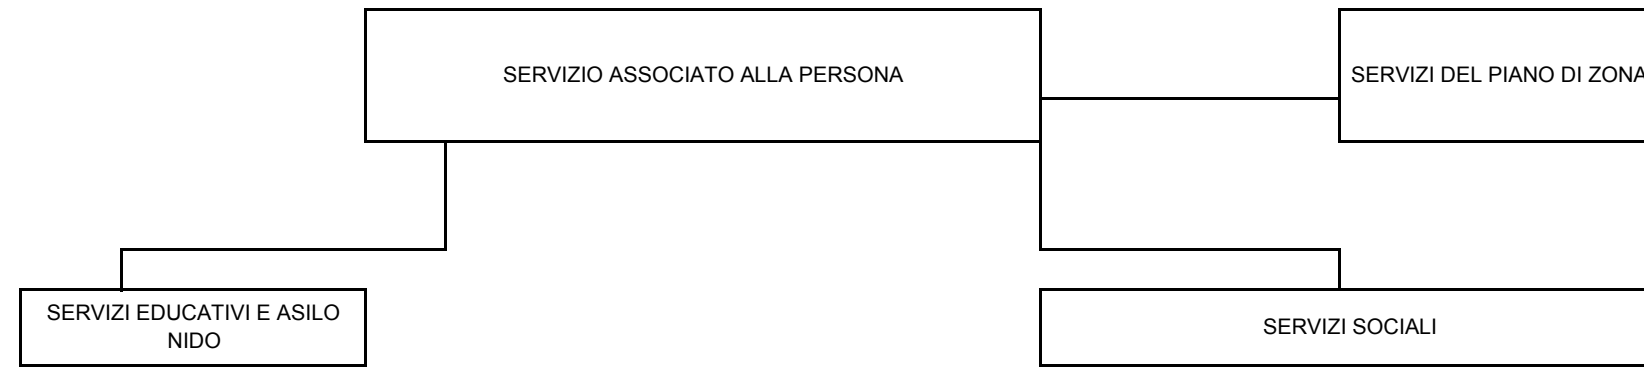 SERVIZIO ASSOCIATO ALLA PERSONA
SERVIZI DEL PIANO DI ZONA
SERVIZI EDUCATIVI E ASILO
NIDO
SERVIZI SOCIALI